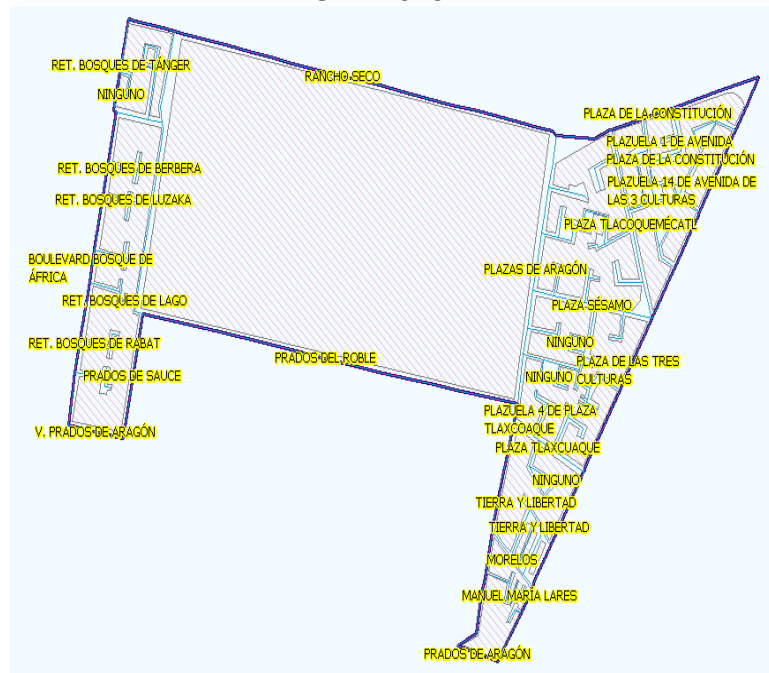 RET. BOSQUES DE TÁNGER
RANCHO SECO
NINGUNO
PLAZA DE LA CONSTITUCIÓN
PLAZUELA 1 DE AVENIDA
PLAZA DE LA CONSTITUCIÓN
RET. BOSQUES DE BERBERA
PLAZUELA 14 DE AVENIDA DE
LAS 3 CULTURAS
RET. BOSQUES DE LUZAKA
PLAZA TLACOQUEMÉCATL
BOULEVARD BOSQUE DE
ÁFRICA
PLAZAS DE ARAGÓN
RET. BOSQUES DE LAGO
PLAZA SÉSAMO
RET. BOSQUES DE RABAT
NINGUNO
PRADOS DEL ROBLE
PLAZA DE LAS TRES
CULTURAS
PRADOS DE SAUCE
NINGUNO
PLAZUELA 4 DE PLAZA
TLAXCOAQUE
V. PRADOS DE ARAGÓN
PLAZA TLAXCUAQUE
NINGUNO
TIERRA Y LIBERTAD
TIERRA Y LIBERTAD
MORELOS
MANUEL MARÍA LARES
PRADOS DE ARAGÓN